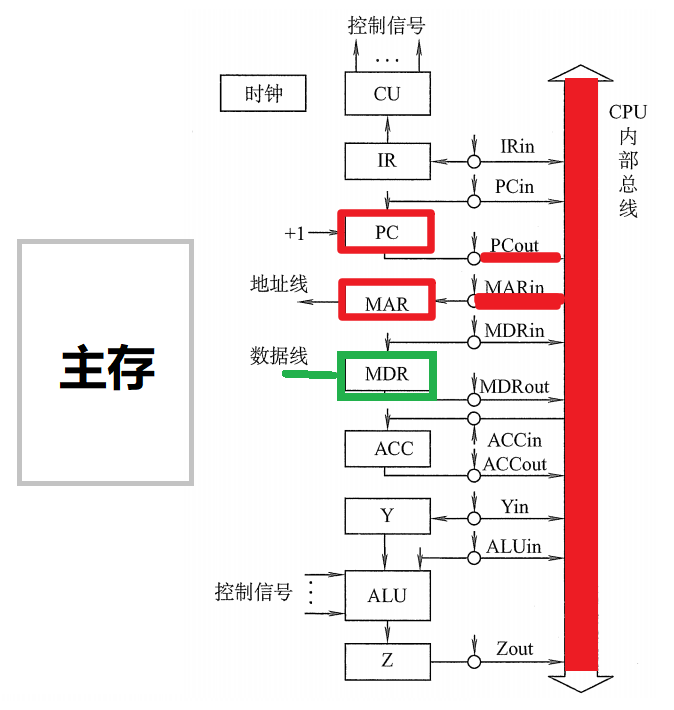 控制信号
...
时钟
CU
CPU
内
部
总
线
IR
IRin
PCin
+1
PC
PCout
地址线
MAR
MARin
主存
数据线
MDRin
MDR
MDRout
ACC
ACCin
ACCout
Y
Yin
ALUin
控制信号
ALU
Z
Zout